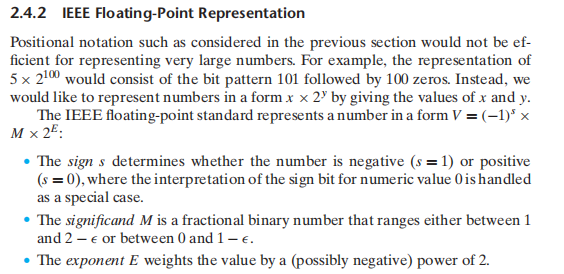 2.4.2 IEEE Floating-Point Representation
Positional notation such as considered in the previous section would not be ef-
ficient for representing very large numbers. For example, the representation of
5 × 2¹⁰⁰ would consist of the bit pattern 101 followed by 100 zeros. Instead, we
would like to represent numbers in a form x × 2ʸ by giving the values of x and y.
The IEEE floating-point standard represents a number in a form V = (−1)ˢ ×
M × 2ᴱ:
• The sign s determines whether the number is negative (s = 1) or positive
(s = 0), where the interpretation of the sign bit for numeric value 0 is handled
as a special case.
• The significand M is a fractional binary number that ranges either between 1
and 2 − ϵ or between 0 and 1 − ϵ.
• The exponent E weights the value by a (possibly negative) power of 2.